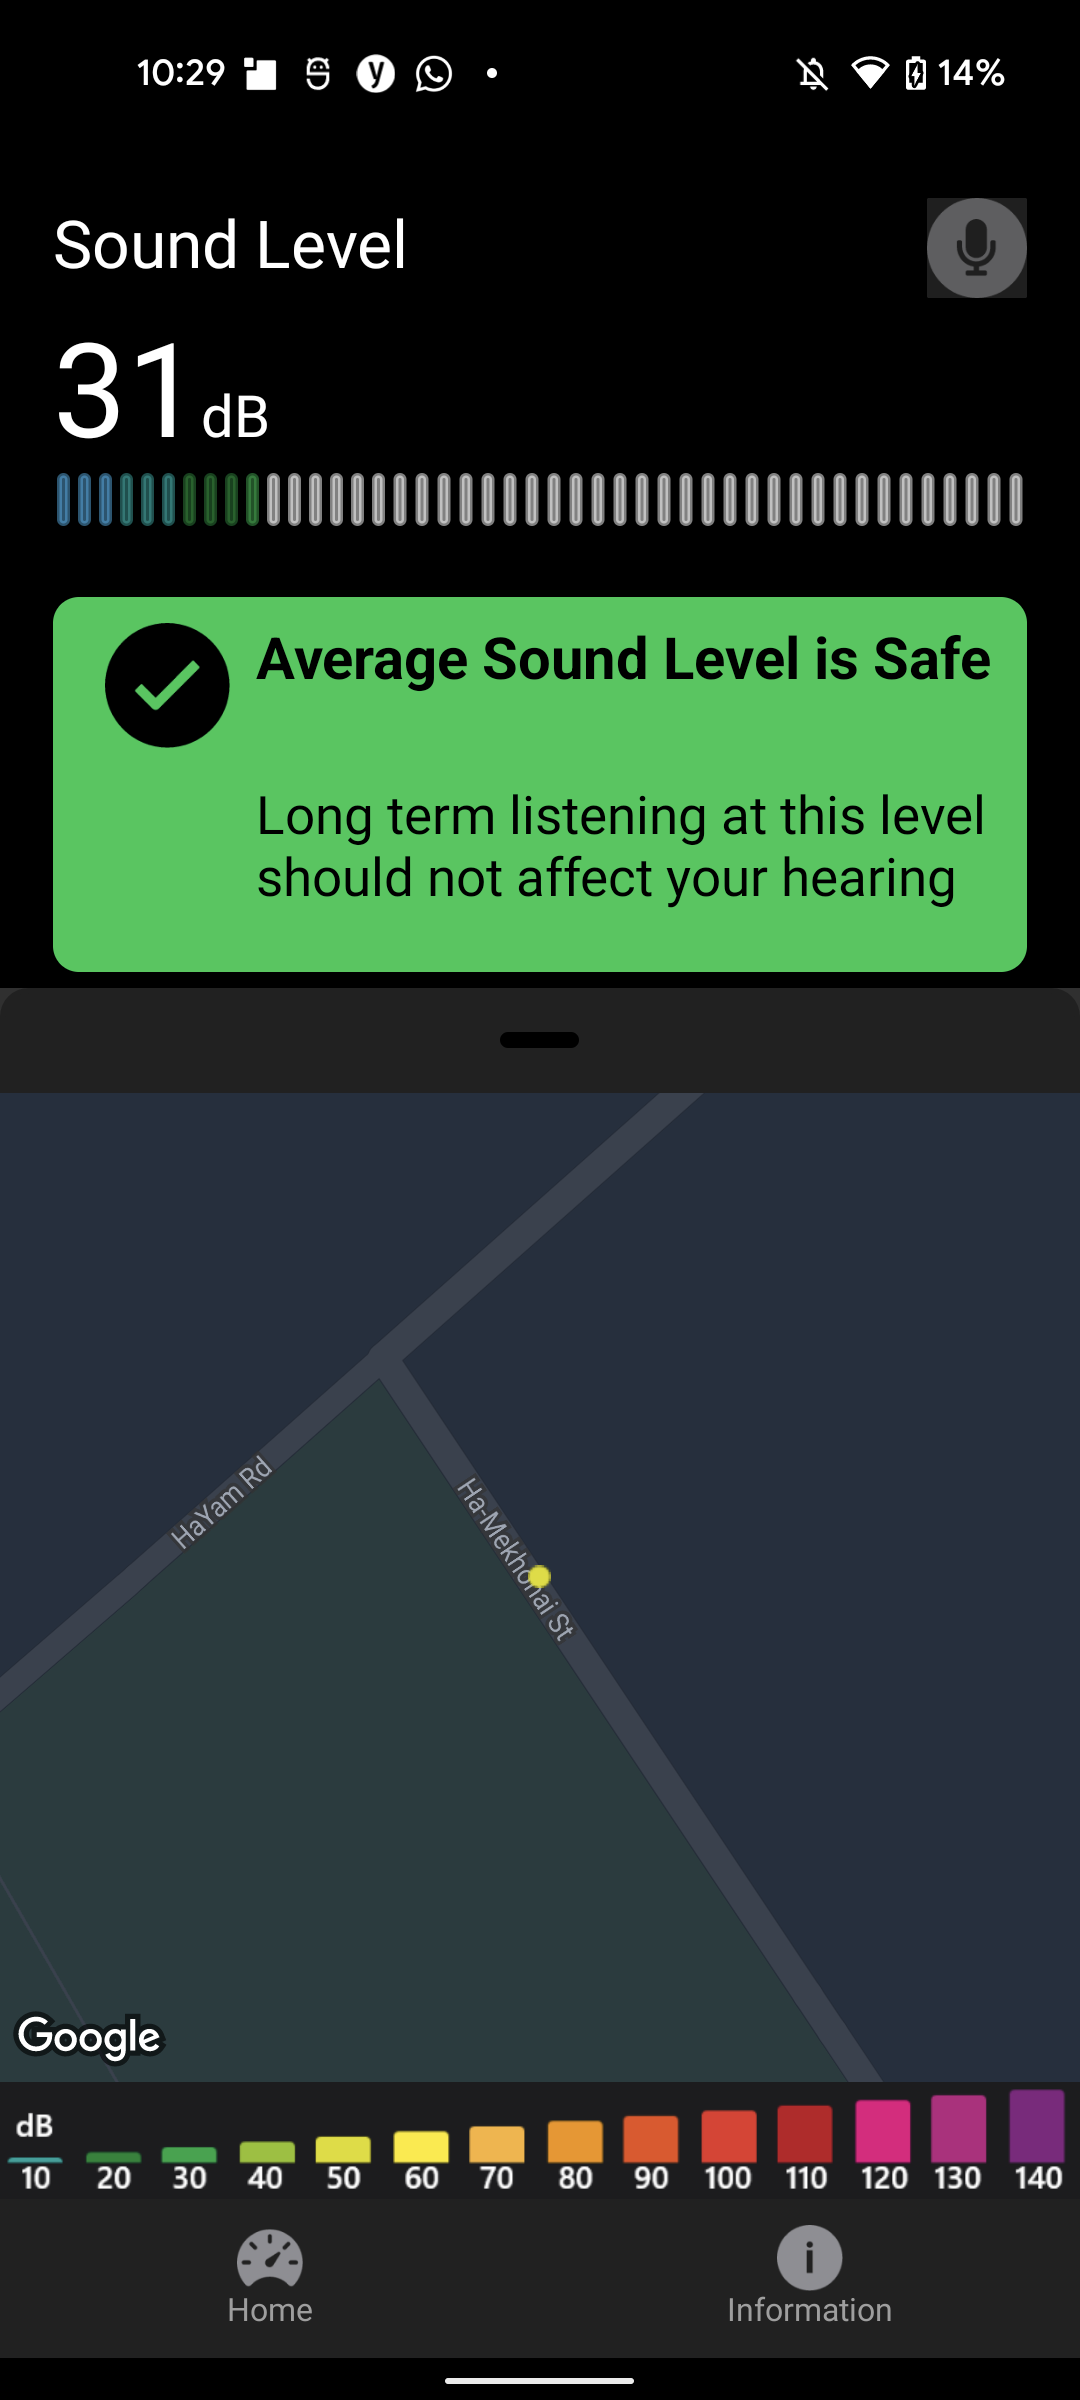 10:29
14%
Sound Level
31 dB
Average Sound Level is Safe
Long term listening at this level
should not affect your hearing
HaYam Rd
Ha-Mekhonai St
Google
dB
10 20 30 40 50 60 70 80 90 100 110 120 130 140
Home
Information